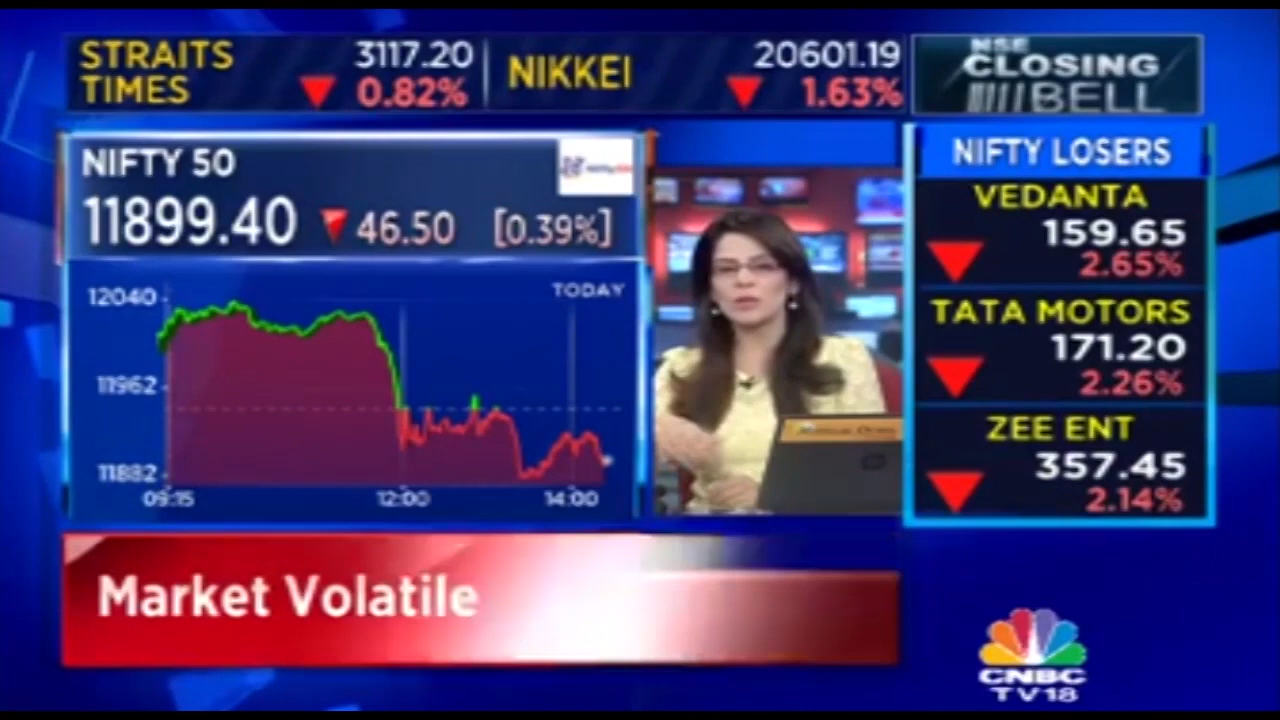 STRAITS TIMES
3117.20
0.82%
NIKKEI
20601.19
1.63%
NSE
CLOSING
BELL
NIFTY 50
11899.40 46.50 [0.39%]
TODAY
12040
11962
11882
09:15 12:00 14:00
NIFTY LOSERS
VEDANTA
159.65
2.65%
TATA MOTORS
171.20
2.26%
ZEE ENT
357.45
2.14%
Market Volatile
CNBC
TV18